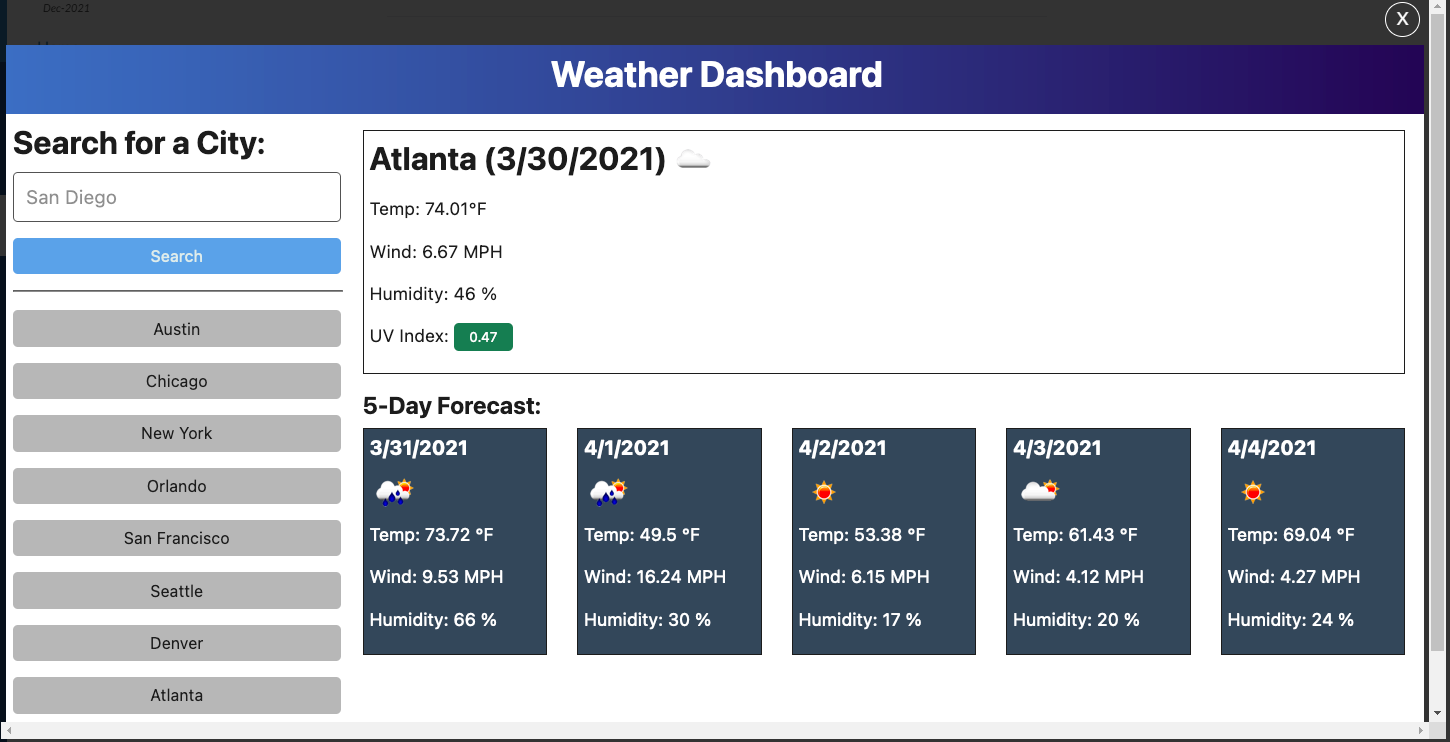 Dec-2021
X
Weather Dashboard
Search for a City:
San Diego
Search
Austin
Chicago
New York
Orlando
San Francisco
Seattle
Denver
Atlanta
Atlanta (3/30/2021)
Temp: 74.01°F
Wind: 6.67 MPH
Humidity: 46 %
UV Index: 0.47
5-Day Forecast:
3/31/2021
Temp: 73.72 °F
Wind: 9.53 MPH
Humidity: 66 %
4/1/2021
Temp: 49.5 °F
Wind: 16.24 MPH
Humidity: 30 %
4/2/2021
Temp: 53.38 °F
Wind: 6.15 MPH
Humidity: 17 %
4/3/2021
Temp: 61.43 °F
Wind: 4.12 MPH
Humidity: 20 %
4/4/2021
Temp: 69.04 °F
Wind: 4.27 MPH
Humidity: 24 %